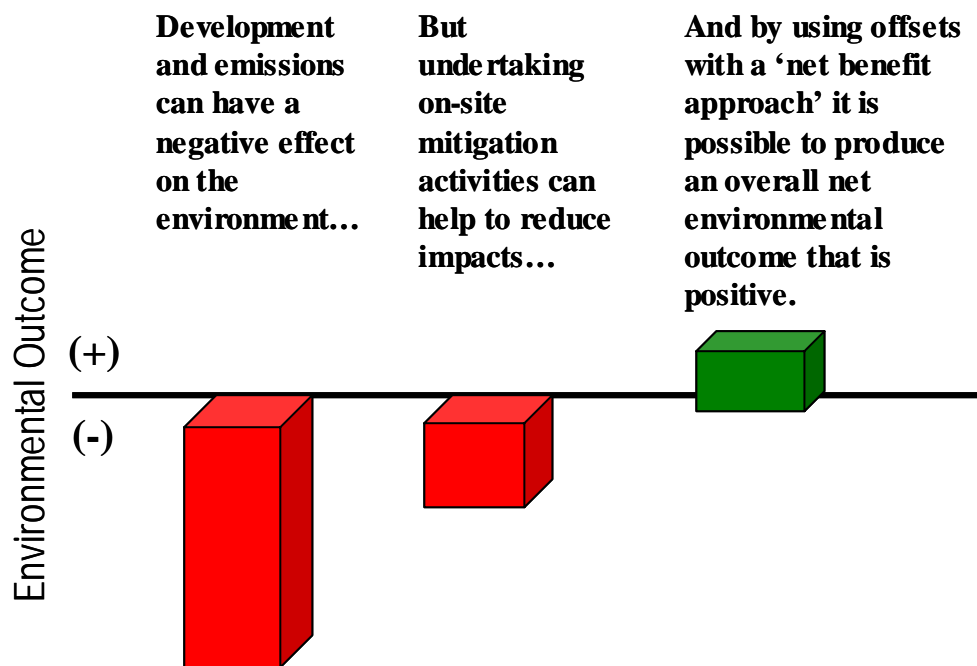 Development
and emissions
can have a
negative effect
on the
environment…
But
undertaking
on-site
mitigation
activities can
help to reduce
impacts…
And by using offsets
with a ‘net benefit
approach’ it is
possible to produce
an overall net
environmental
outcome that is
positive.
Environmental Outcome
(+)
(-)